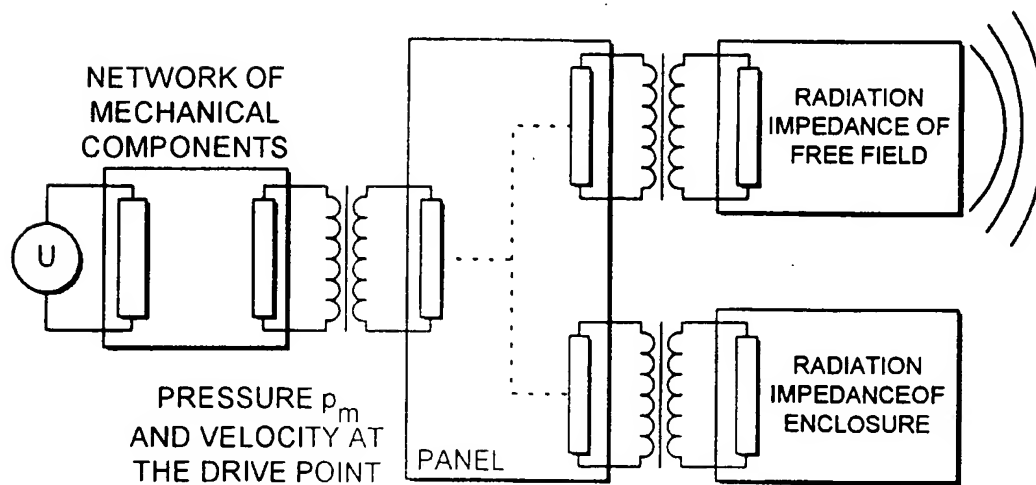 NETWORK OF
MECHANICAL
COMPONENTS
U
PRESSURE pm
AND VELOCITY AT
THE DRIVE POINT
PANEL
RADIATION
IMPEDANCE OF
FREE FIELD
RADIATION
IMPEDANCEOF
ENCLOSURE